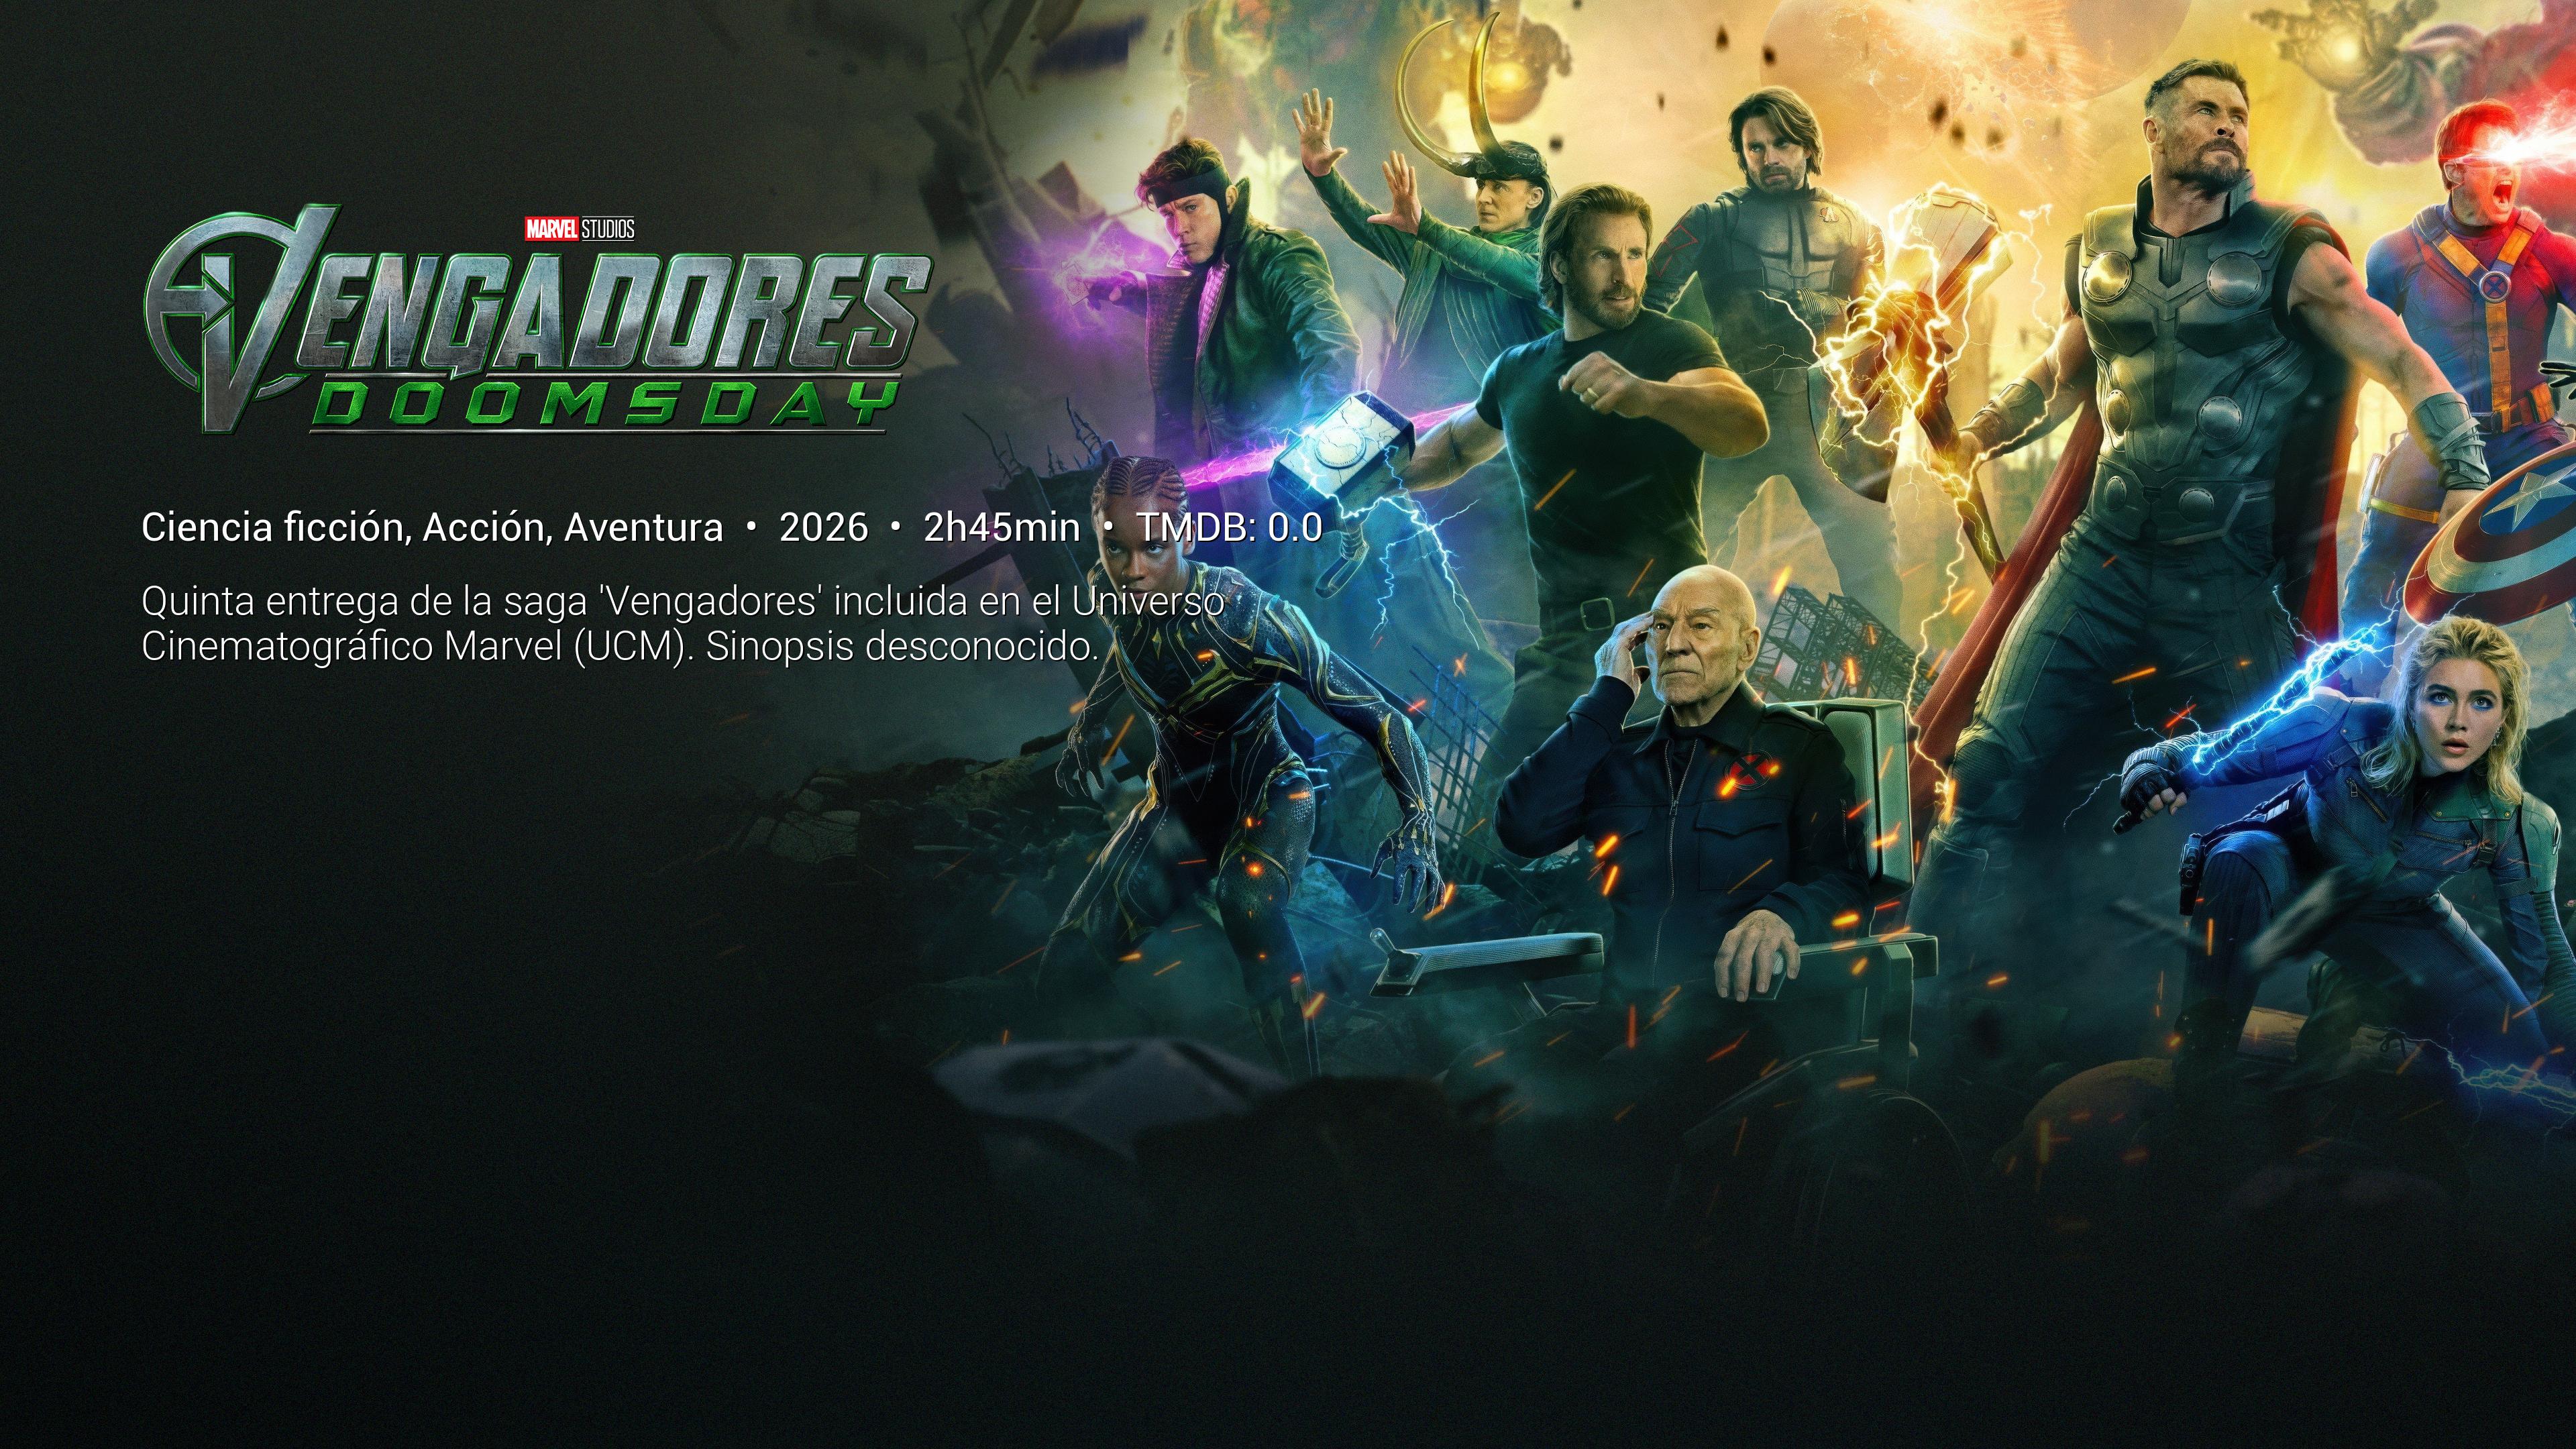 MARVEL STUDIOS
VENGADORES
DOOMSDAY
Ciencia ficción, Acción, Aventura • 2026 • 2h45min • TMDB: 0.0
Quinta entrega de la saga 'Vengadores' incluida en el Universo
Cinematográfico Marvel (UCM). Sinopsis desconocido.